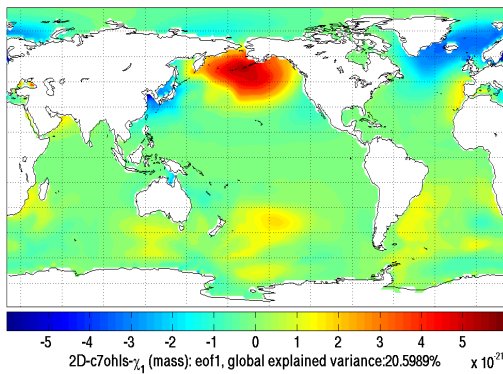 -5 -4 -3 -2 -1 0 1 2 3 4 5
2D-c7ohls-γ₁ (mass): eof1, global explained variance:20.5989% x 10⁻²¹